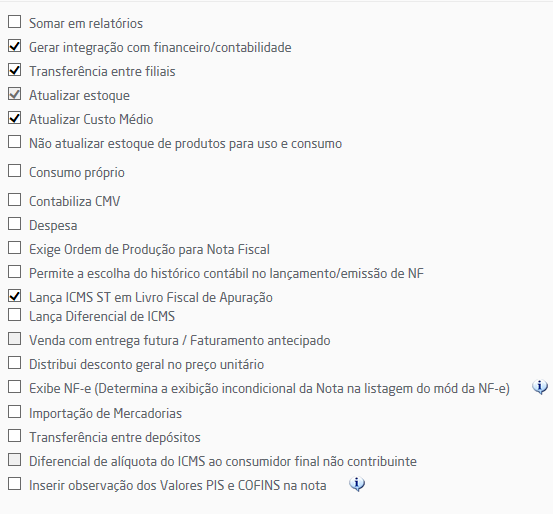 Somar em relatórios
Gerar integração com financeiro/contabilidade
Transferência entre filiais
Atualizar estoque
Atualizar Custo Médio
Não atualizar estoque de produtos para uso e consumo
Consumo próprio
Contabiliza CMV
Despesa
Exige Ordem de Produção para Nota Fiscal
Permite a escolha do histórico contábil no lançamento/emissão de NF
Lança ICMS ST em Livro Fiscal de Apuração
Lança Diferencial de ICMS
Venda com entrega futura / Faturamento antecipado
Distribui desconto geral no preço unitário
Exibe NF-e (Determina a exibição incondicional da Nota na listagem do mód da NF-e)
Importação de Mercadorias
Transferência entre depósitos
Diferencial de alíquota do ICMS ao consumidor final não contribuinte
Inserir observação dos Valores PIS e COFINS na nota